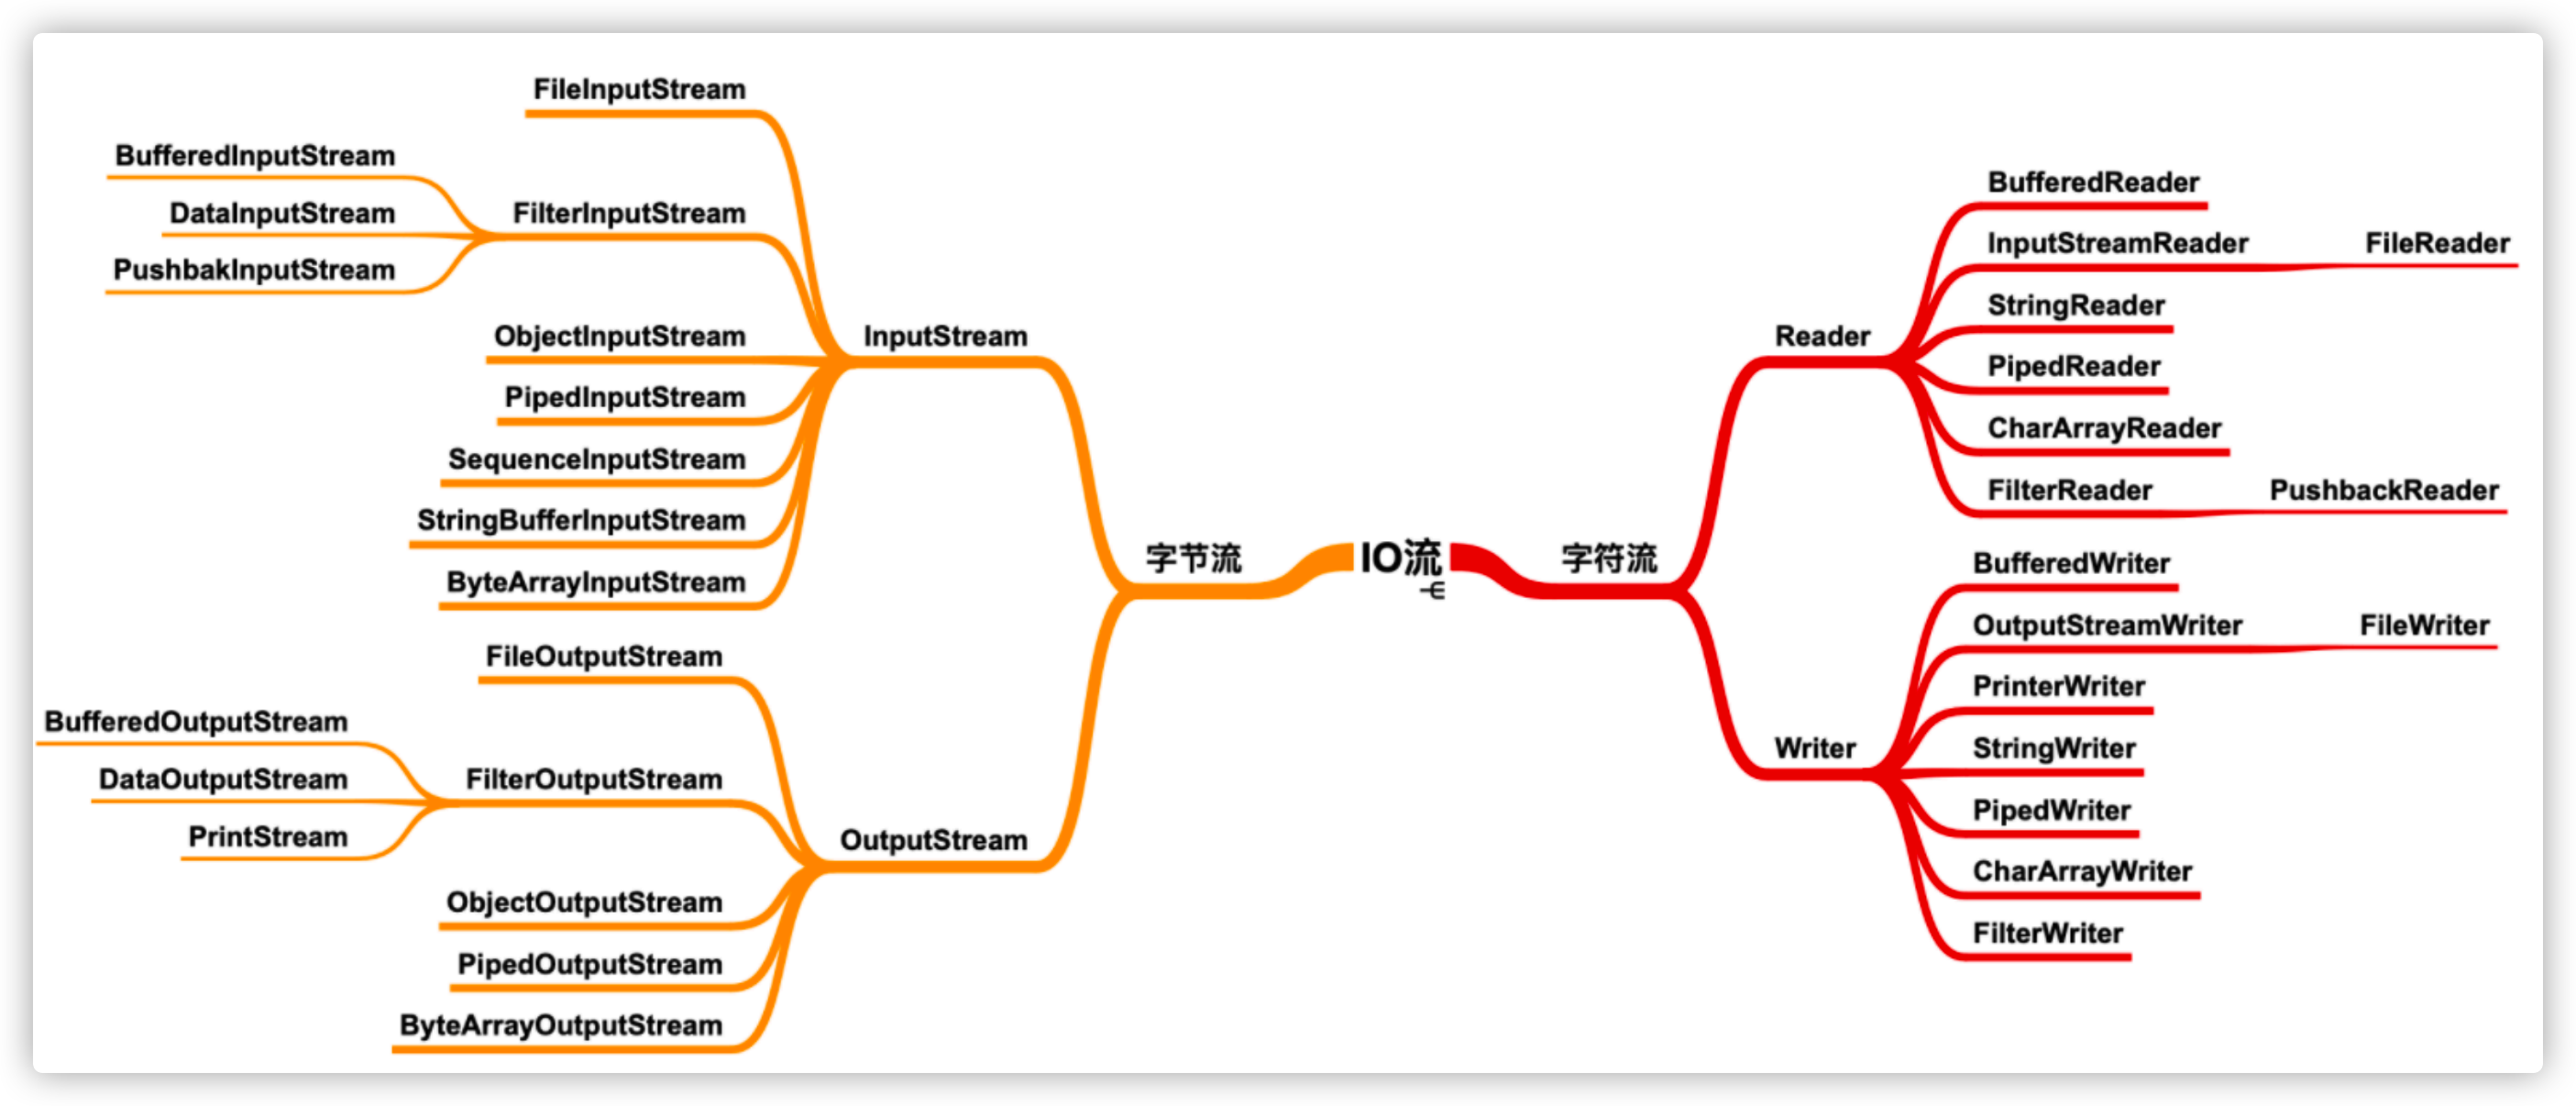 IO流
字节流
InputStream
FileInputStream
FilterInputStream
BufferedInputStream
DataInputStream
PushbakInputStream
ObjectInputStream
PipedInputStream
SequenceInputStream
StringBufferInputStream
ByteArrayInputStream
OutputStream
FileOutputStream
FilterOutputStream
BufferedOutputStream
DataOutputStream
PrintStream
ObjectOutputStream
PipedOutputStream
ByteArrayOutputStream
字符流
Reader
BufferedReader
InputStreamReader
FileReader
StringReader
PipedReader
CharArrayReader
FilterReader
PushbackReader
Writer
BufferedWriter
OutputStreamWriter
FileWriter
PrinterWriter
StringWriter
PipedWriter
CharArrayWriter
FilterWriter